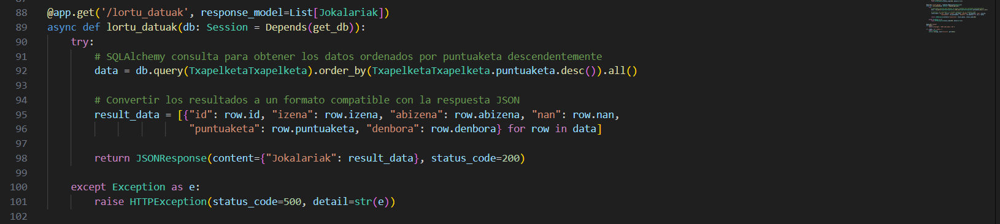 88 @app.get('/lortu_datuak', response_model=List[Jokalariak])
89 async def lortu_datuak(db: Session = Depends(get_db)):
90 try:
91 # SQLAlchemy consulta para obtener los datos ordenados por puntuaketa descendentemente
92 data = db.query(TxapelketaTxapelketa).order_by(TxapelketaTxapelketa.puntuaketa.desc()).all()
93
94 # Convertir los resultados a un formato compatible con la respuesta JSON
95 result_data = [{"id": row.id, "izena": row.izena, "abizena": row.abizena, "nan": row.nan,
96 "puntuaketa": row.puntuaketa, "denbora": row.denbora} for row in data]
97
98 return JSONResponse(content={"Jokalariak": result_data}, status_code=200)
99
100 except Exception as e:
101 raise HTTPException(status_code=500, detail=str(e))
102